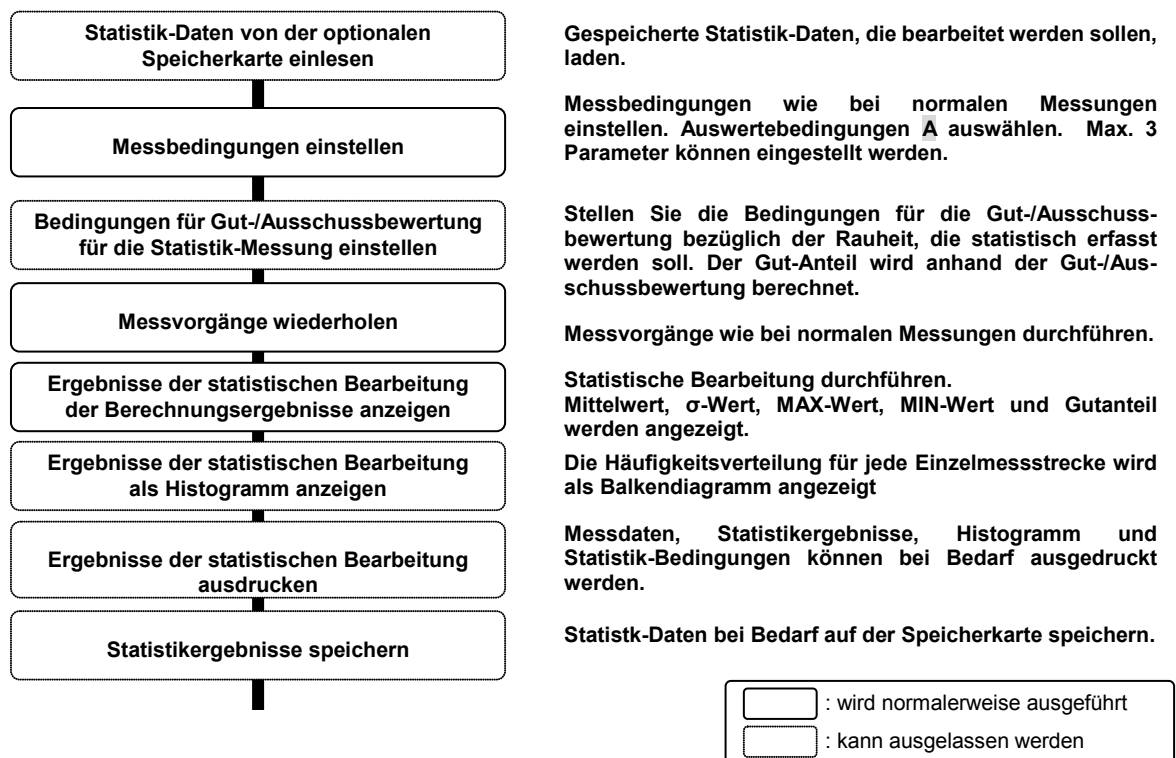 Statistik-Daten von der optionalen
Speicherkarte einlesen
Gespeicherte Statistik-Daten, die bearbeitet werden sollen,
laden.
Messbedingungen einstellen
Messbedingungen wie bei normalen Messungen
einstellen. Auswertebedingungen A auswählen. Max. 3
Parameter können eingestellt werden.
Bedingungen für Gut-/Ausschussbewertung
für die Statistik-Messung einstellen
Stellen Sie die Bedingungen für die Gut-/Ausschuss-
bewertung bezüglich der Rauheit, die statistisch erfasst
werden soll. Der Gut-Anteil wird anhand der Gut-/Aus-
schussbewertung berechnet.
Messvorgänge wiederholen
Messvorgänge wie bei normalen Messungen durchführen.
Ergebnisse der statistischen Bearbeitung
der Berechnungsergebnisse anzeigen
Statistische Bearbeitung durchführen.
Mittelwert, σ-Wert, MAX-Wert, MIN-Wert und Gutanteil
werden angezeigt.
Ergebnisse der statistischen Bearbeitung
als Histogramm anzeigen
Die Häufigkeitsverteilung für jede Einzelmessstrecke wird
als Balkendiagramm angezeigt
Ergebnisse der statistischen Bearbeitung
ausdrucken
Messdaten, Statistikergebnisse, Histogramm und
Statistik-Bedingungen können bei Bedarf ausgedruckt
werden.
Statistikergebnisse speichern
Statistk-Daten bei Bedarf auf der Speicherkarte speichern.
: wird normalerweise ausgeführt
: kann ausgelassen werden